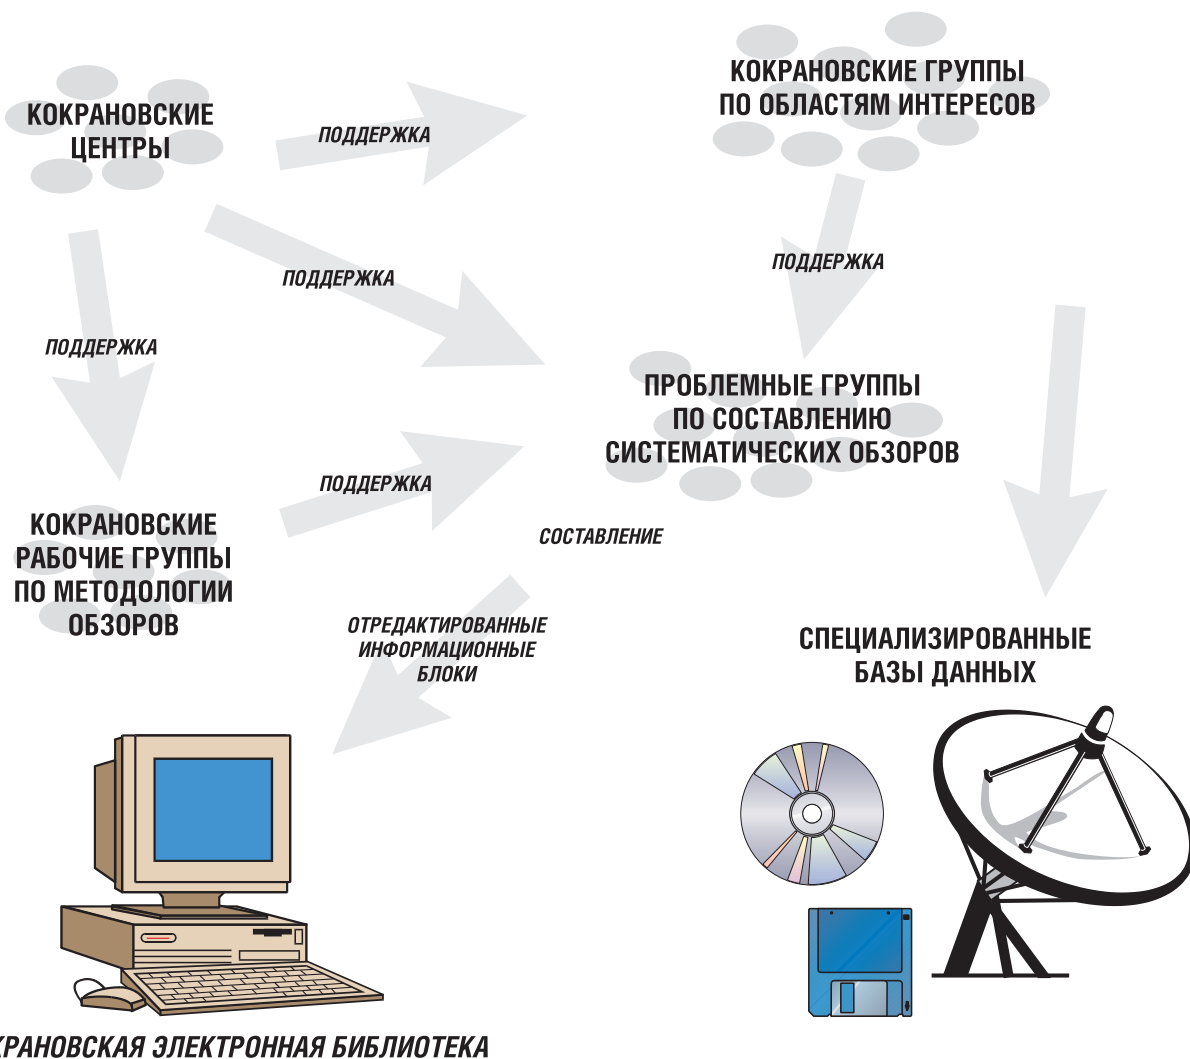 КОКРАНОВСКИЕ
ЦЕНТРЫ
ПОДДЕРЖКА
КОКРАНОВСКИЕ ГРУППЫ
ПО ОБЛАСТЯМ ИНТЕРЕСОВ
ПОДДЕРЖКА
ПОДДЕРЖКА
ПОДДЕРЖКА
ПРОБЛЕМНЫЕ ГРУППЫ
ПО СОСТАВЛЕНИЮ
СИСТЕМАТИЧЕСКИХ ОБЗОРОВ
ПОДДЕРЖКА
КОКРАНОВСКИЕ
РАБОЧИЕ ГРУППЫ
ПО МЕТОДОЛОГИИ
ОБЗОРОВ
СОСТАВЛЕНИЕ
ОТРЕДАКТИРОВАННЫЕ
ИНФОРМАЦИОННЫЕ
БЛОКИ
СПЕЦИАЛИЗИРОВАННЫЕ
БАЗЫ ДАННЫХ
КРАНОВСКАЯ ЭЛЕКТРОННАЯ БИБЛИОТЕКА